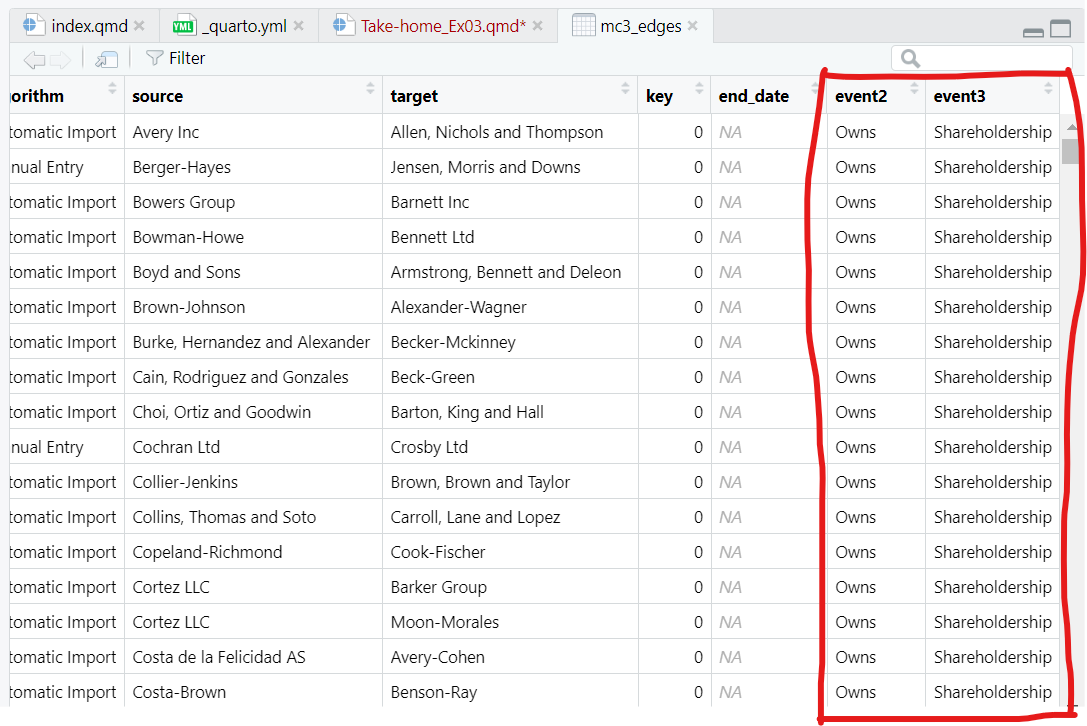 index.qmd _quarto.yml Take-home_Ex03.qmd* mc3_edges
Filter
orithm source target key end_date event2 event3
tomatic Import Avery Inc Allen, Nichols and Thompson 0 NA Owns Shareholdership
nual Entry Berger-Hayes Jensen, Morris and Downs 0 NA Owns Shareholdership
tomatic Import Bowers Group Barnett Inc 0 NA Owns Shareholdership
tomatic Import Bowman-Howe Bennett Ltd 0 NA Owns Shareholdership
tomatic Import Boyd and Sons Armstrong, Bennett and Deleon 0 NA Owns Shareholdership
tomatic Import Brown-Johnson Alexander-Wagner 0 NA Owns Shareholdership
tomatic Import Burke, Hernandez and Alexander Becker-Mckinney 0 NA Owns Shareholdership
tomatic Import Cain, Rodriguez and Gonzales Beck-Green 0 NA Owns Shareholdership
tomatic Import Choi, Ortiz and Goodwin Barton, King and Hall 0 NA Owns Shareholdership
nual Entry Cochran Ltd Crosby Ltd 0 NA Owns Shareholdership
tomatic Import Collier-Jenkins Brown, Brown and Taylor 0 NA Owns Shareholdership
tomatic Import Collins, Thomas and Soto Carroll, Lane and Lopez 0 NA Owns Shareholdership
tomatic Import Copeland-Richmond Cook-Fischer 0 NA Owns Shareholdership
tomatic Import Cortez LLC Barker Group 0 NA Owns Shareholdership
tomatic Import Cortez LLC Moon-Morales 0 NA Owns Shareholdership
tomatic Import Costa de la Felicidad AS Avery-Cohen 0 NA Owns Shareholdership
tomatic Import Costa-Brown Benson-Ray 0 NA Owns Shareholdership